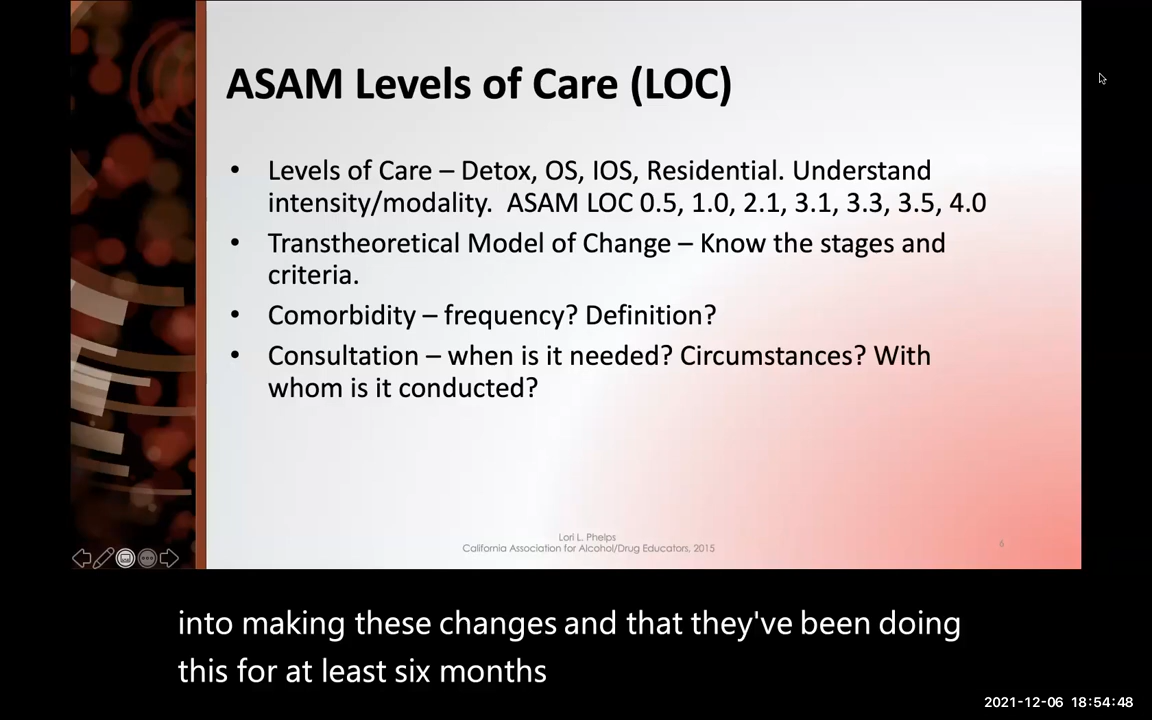 ASAM Levels of Care (LOC)
• Levels of Care – Detox, OS, IOS, Residential. Understand
intensity/modality.  ASAM LOC 0.5, 1.0, 2.1, 3.1, 3.3, 3.5, 4.0
• Transtheoretical Model of Change – Know the stages and
criteria.
• Comorbidity – frequency? Definition?
• Consultation – when is it needed? Circumstances? With
whom is it conducted?
Lori L. Phelps
California Association for Alcohol/Drug Educators, 2015
6
into making these changes and that they've been doing
this for at least six months
2021-12-06 18:54:48